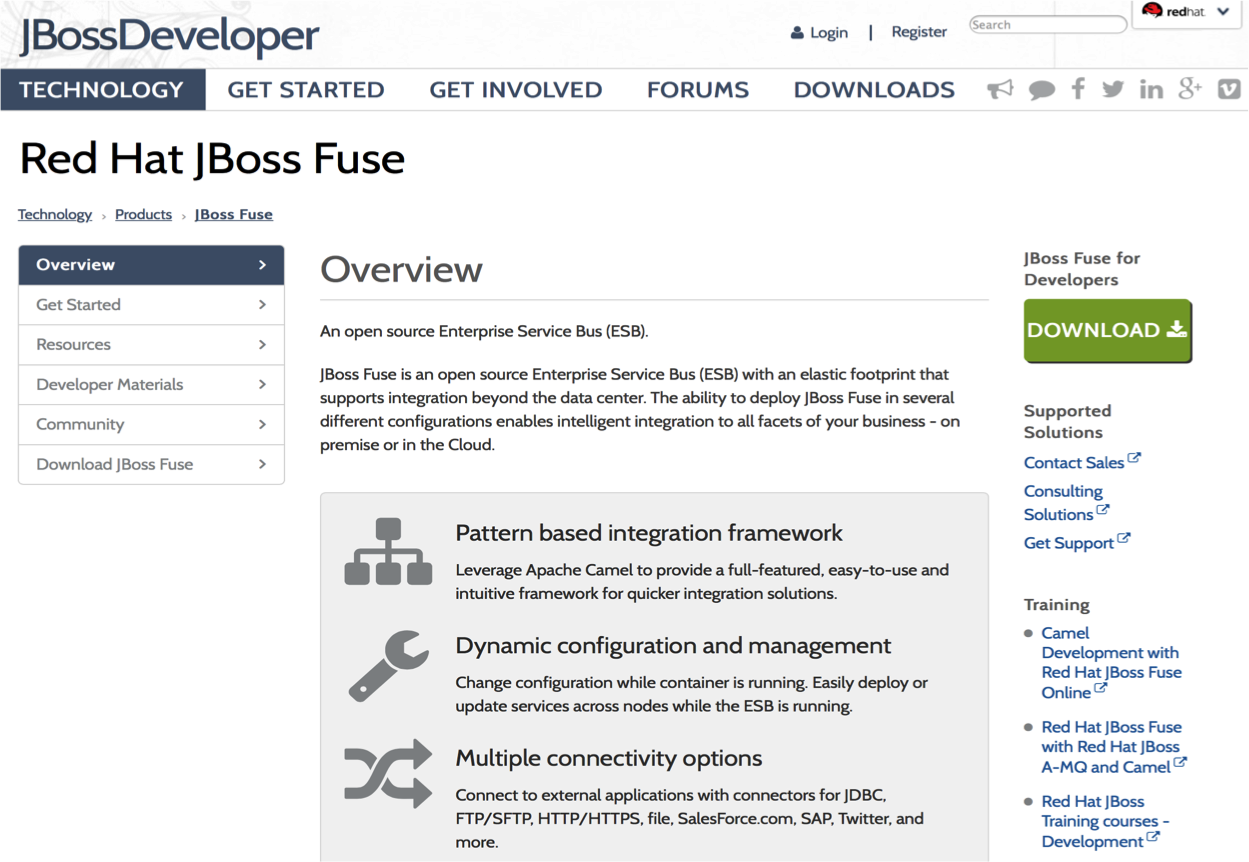 JBossDeveloper
Login | Register
Search
redhat
TECHNOLOGY GET STARTED GET INVOLVED FORUMS DOWNLOADS
Red Hat JBoss Fuse
Technology › Products › JBoss Fuse
Overview
Get Started
Resources
Developer Materials
Community
Download JBoss Fuse
Overview
An open source Enterprise Service Bus (ESB).
JBoss Fuse is an open source Enterprise Service Bus (ESB) with an elastic footprint that
supports integration beyond the data center. The ability to deploy JBoss Fuse in several
different configurations enables intelligent integration to all facets of your business - on
premise or in the Cloud.
Pattern based integration framework
Leverage Apache Camel to provide a full-featured, easy-to-use and
intuitive framework for quicker integration solutions.
Dynamic configuration and management
Change configuration while container is running. Easily deploy or
update services across nodes while the ESB is running.
Multiple connectivity options
Connect to external applications with connectors for JDBC,
FTP/SFTP, HTTP/HTTPS, file, SalesForce.com, SAP, Twitter, and
more.
JBoss Fuse for
Developers
DOWNLOAD
Supported
Solutions
Contact Sales
Consulting
Solutions
Get Support
Training
Camel
Development with
Red Hat JBoss Fuse
Online
Red Hat JBoss Fuse
with Red Hat JBoss
A-MQ and Camel
Red Hat JBoss
Training courses -
Development